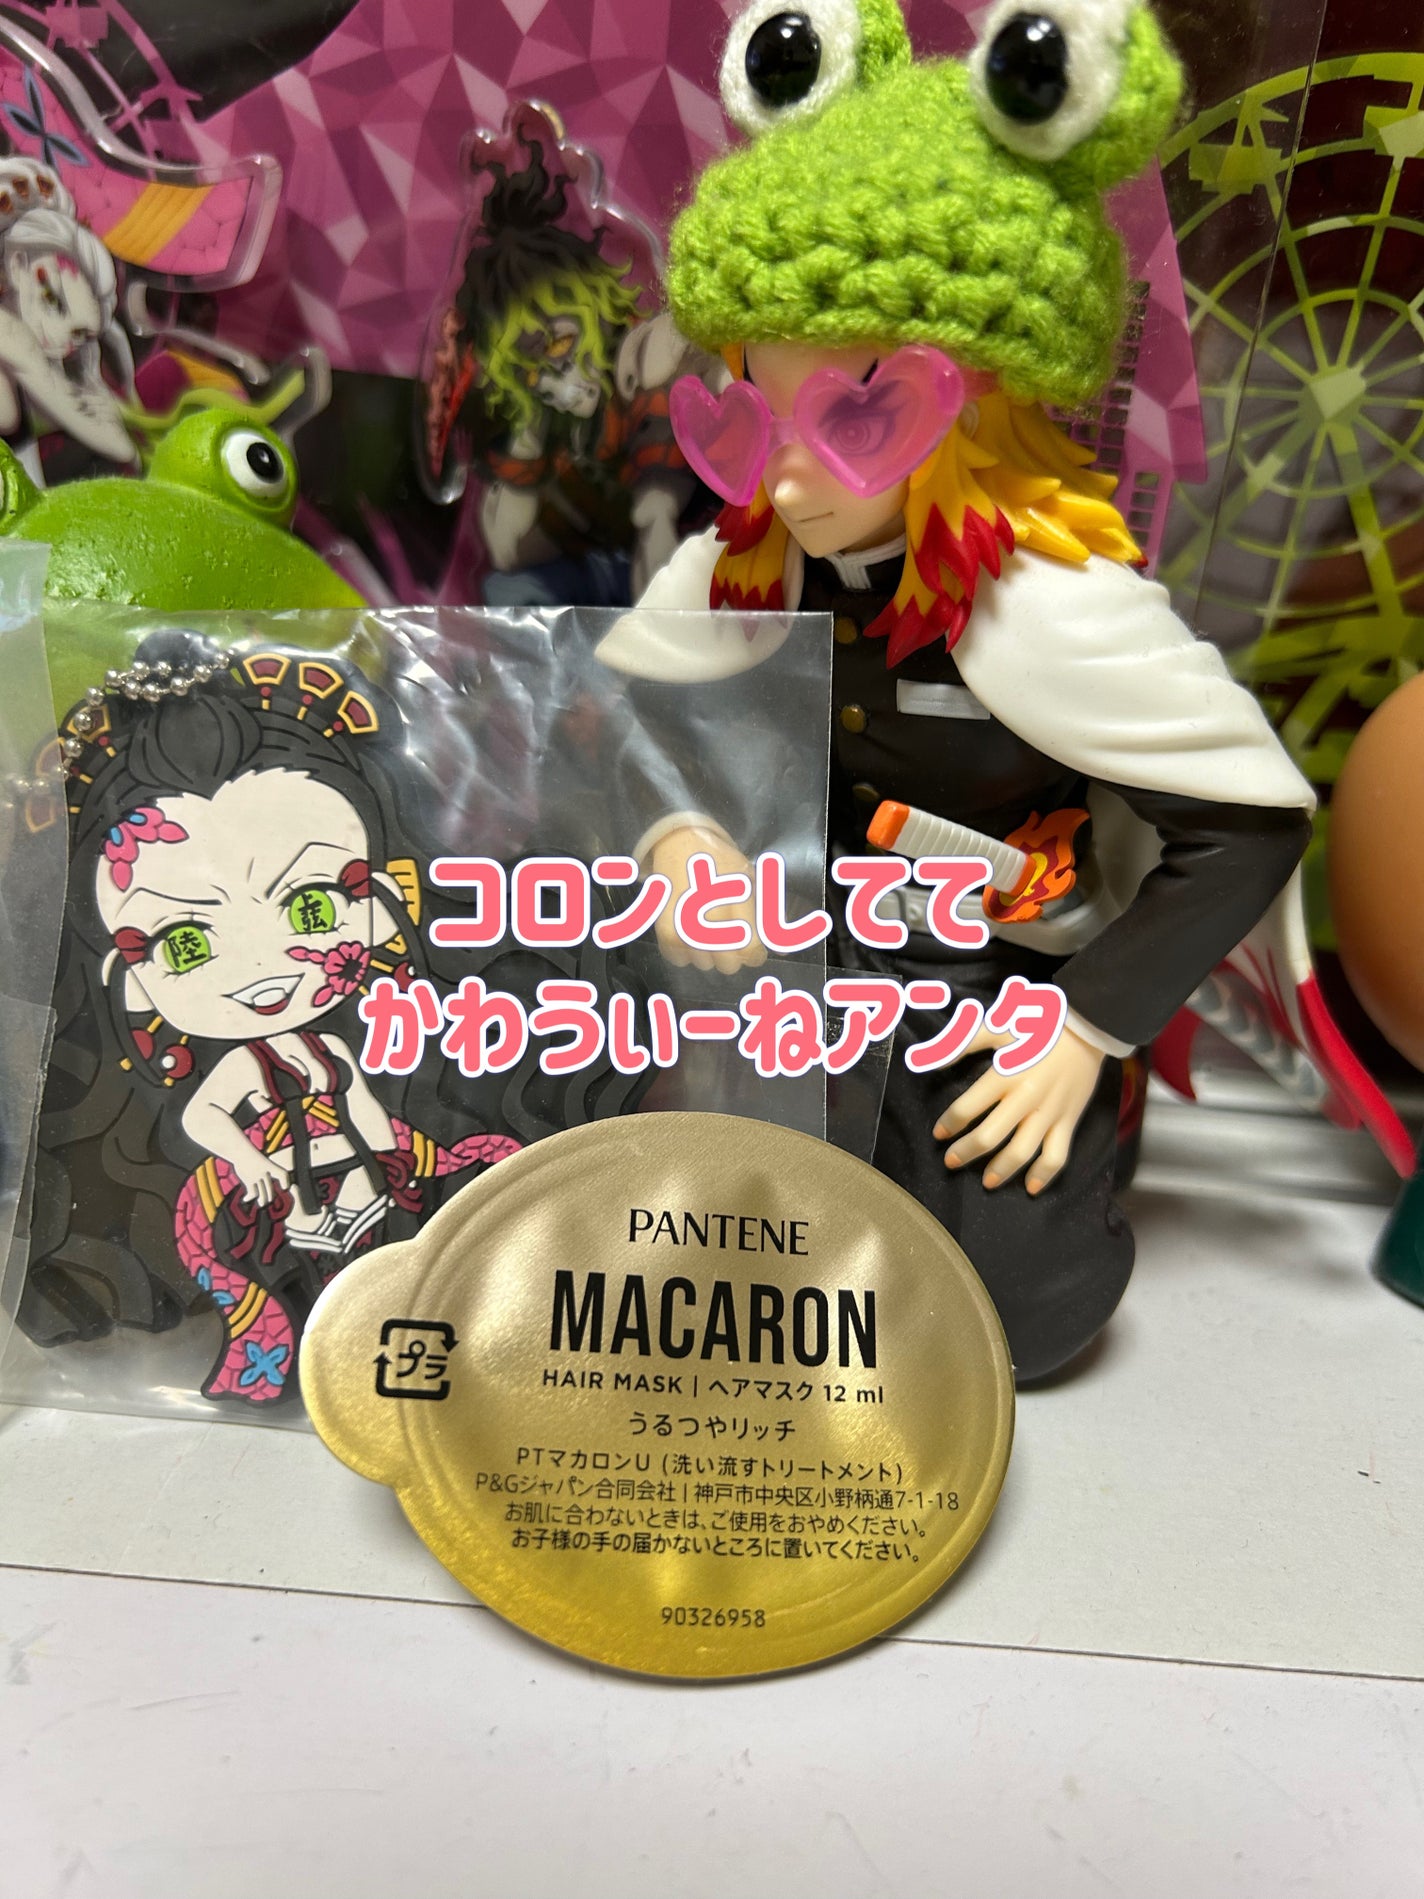 上弦
陸
コロンとしてて
かわうぃーねアンタ
PANTENE
MACARON
プラ
HAIR MASK | ヘアマスク 12 ml
うるつやリッチ
PTマカロンU (洗い流すトリートメント)
P&Gジャパン合同会社 | 神戸市中央区小野柄通7-1-18
お肌に合わないときは、ご使用をおやめください。
お子様の手の届かないところに置いてください。
90326958